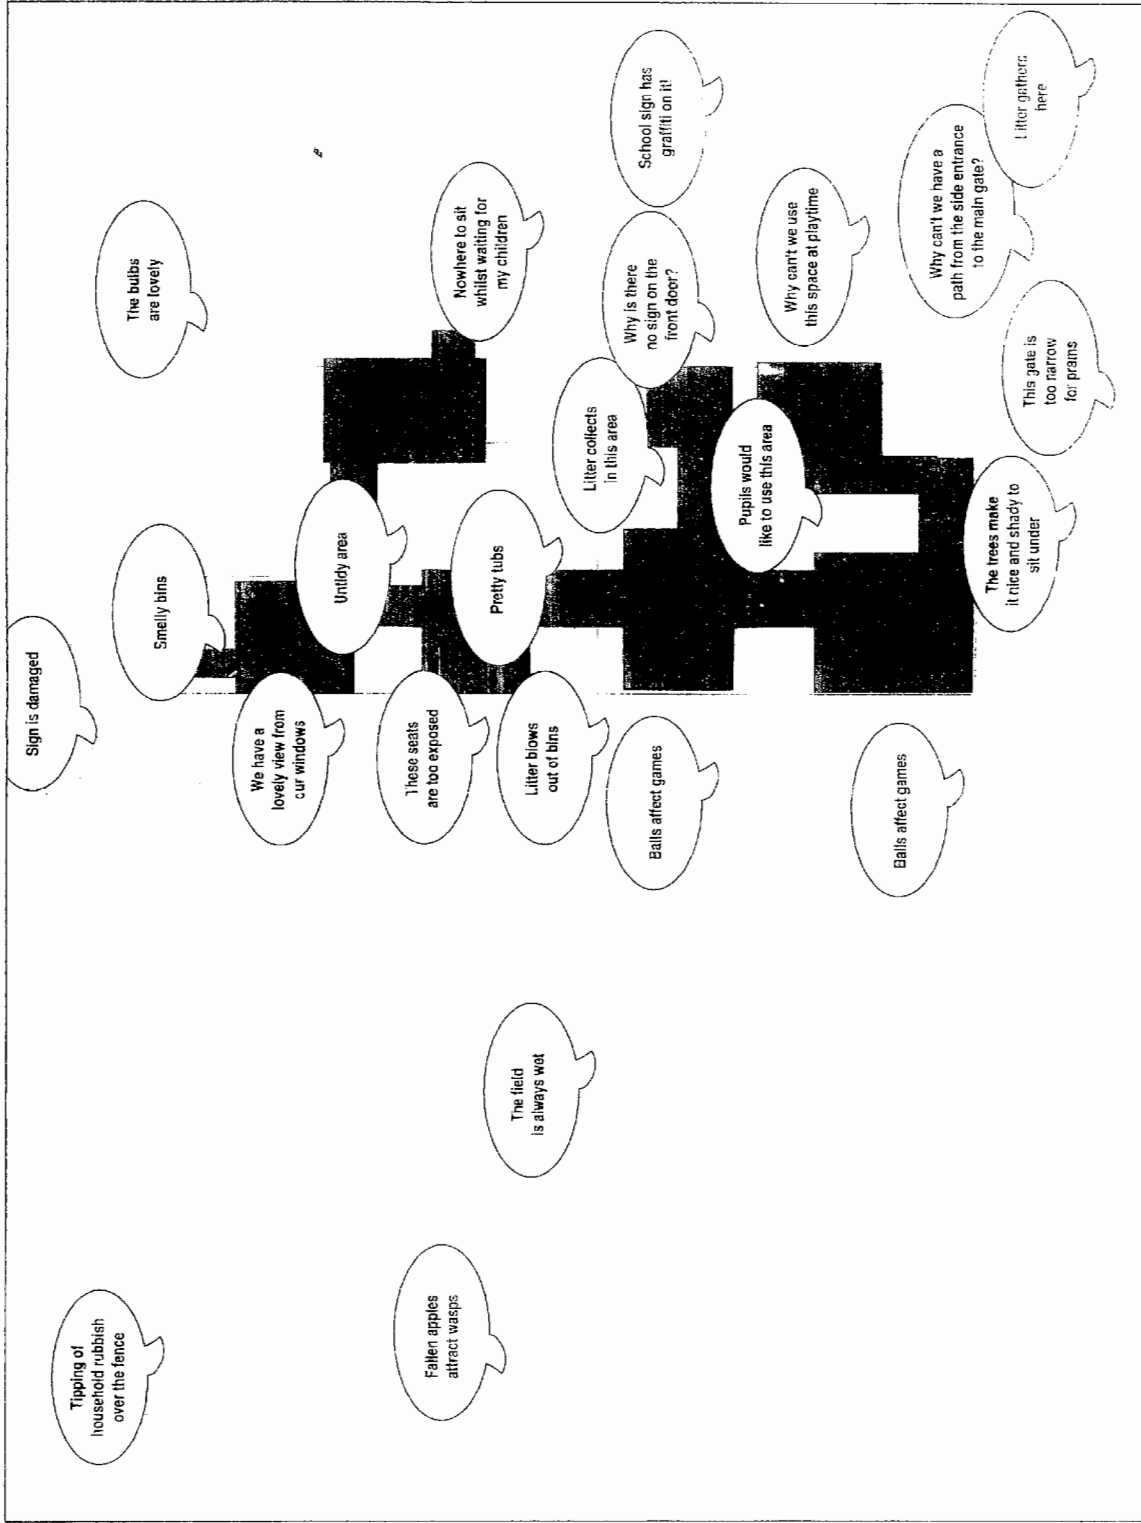 Sign is damaged
Tipping of
household rubbish
over the fence
The bulbs
are lovely
Smelly bins
We have a
lovely view from
our windows
Untidy area
These seats
are too exposed
Fallen apples
attract wasps
Nowhere to sit
whilst waiting for
my children
Pretty tubs
The field
is always wet
Litter blows
out of bins
Litter collects
in this area
Balls affect games
Why is there
no sign on the
front door?
School sign has
graffiti on it!
Pupils would
like to use this area
Why can't we use
this space at playtime
Balls affect games
Why can't we have a
path from the side entrance
to the main gate?
The trees make
it nice and shady to
sit under
This gate is
too narrow
for prams
Litter gathers
here